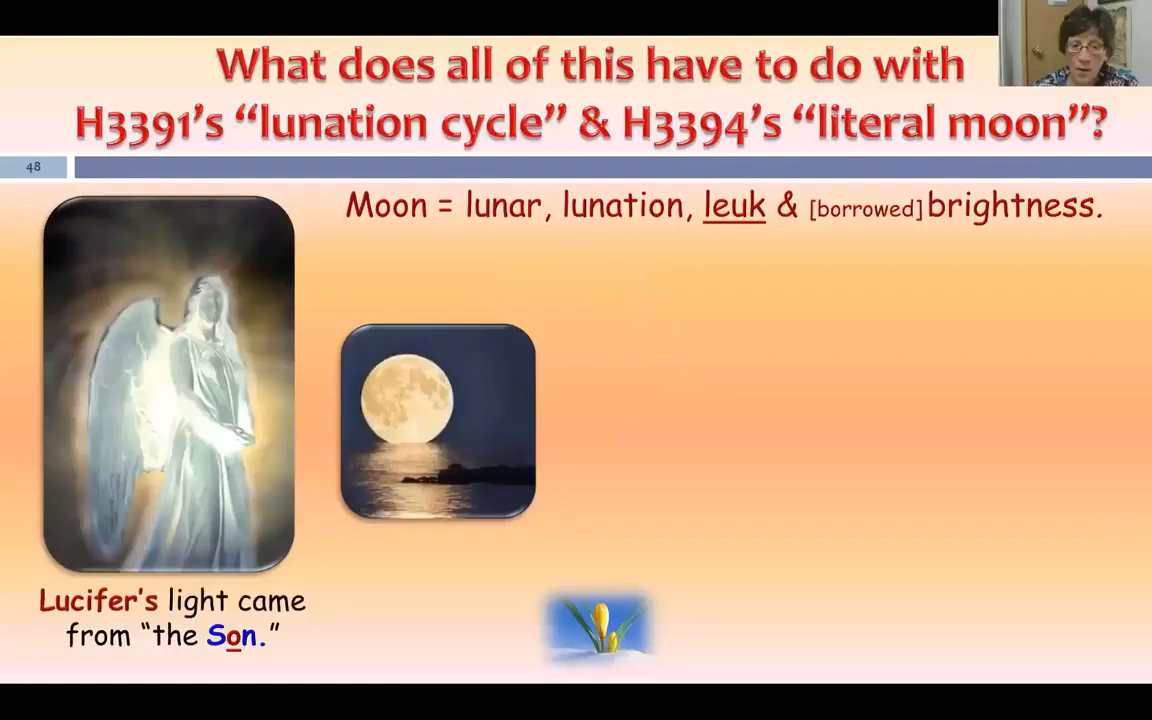 What does all of this have to do with
H3391's “lunation cycle” & H3394's “literal moon”?
48
Moon = lunar, lunation, leuk & [borrowed] brightness.
Lucifer's light came
from “the Son.”